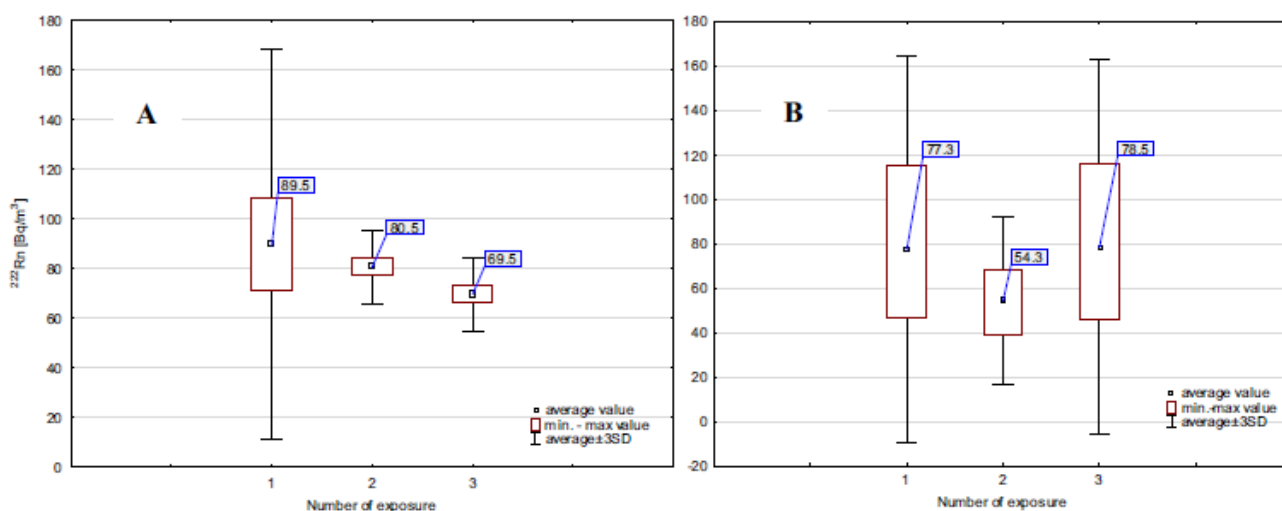 180
160
140
120
100
80
60
40
20
0
²²²Rn [Bq/m³]
A
89.5
80.5
69.5
average value
min. - max value
average±3SD
1 2 3
Number of exposure
180
160
140
120
100
80
60
40
20
0
-20
B
77.3
54.3
78.5
average value
min.-max value
average±3SD
1 2 3
Number of exposure